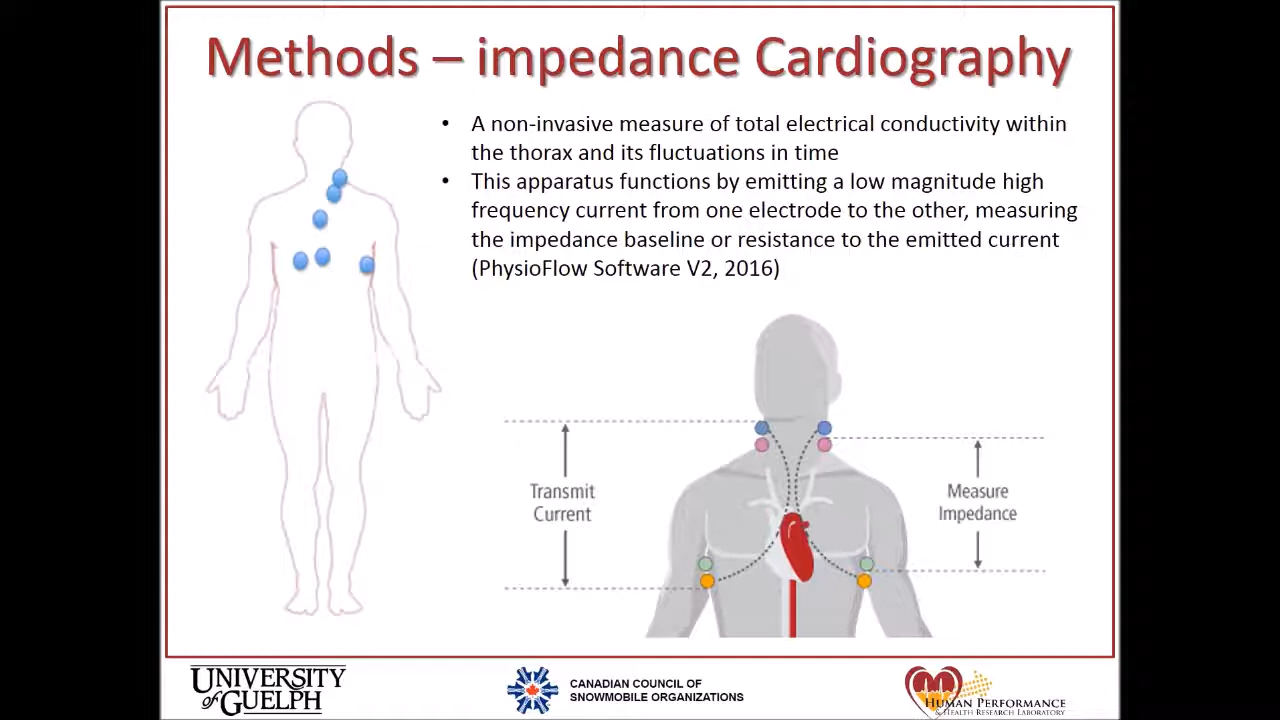 Methods – impedance Cardiography
• A non-invasive measure of total electrical conductivity within
the thorax and its fluctuations in time
• This apparatus functions by emitting a low magnitude high
frequency current from one electrode to the other, measuring
the impedance baseline or resistance to the emitted current
(PhysioFlow Software V2, 2016)
Transmit
Current
Measure
Impedance
UNIVERSITY
OF GUELPH
CANADIAN COUNCIL OF
SNOWMOBILE ORGANIZATIONS
HUMAN PERFORMANCE
& HEALTH RESEARCH LABORATORY